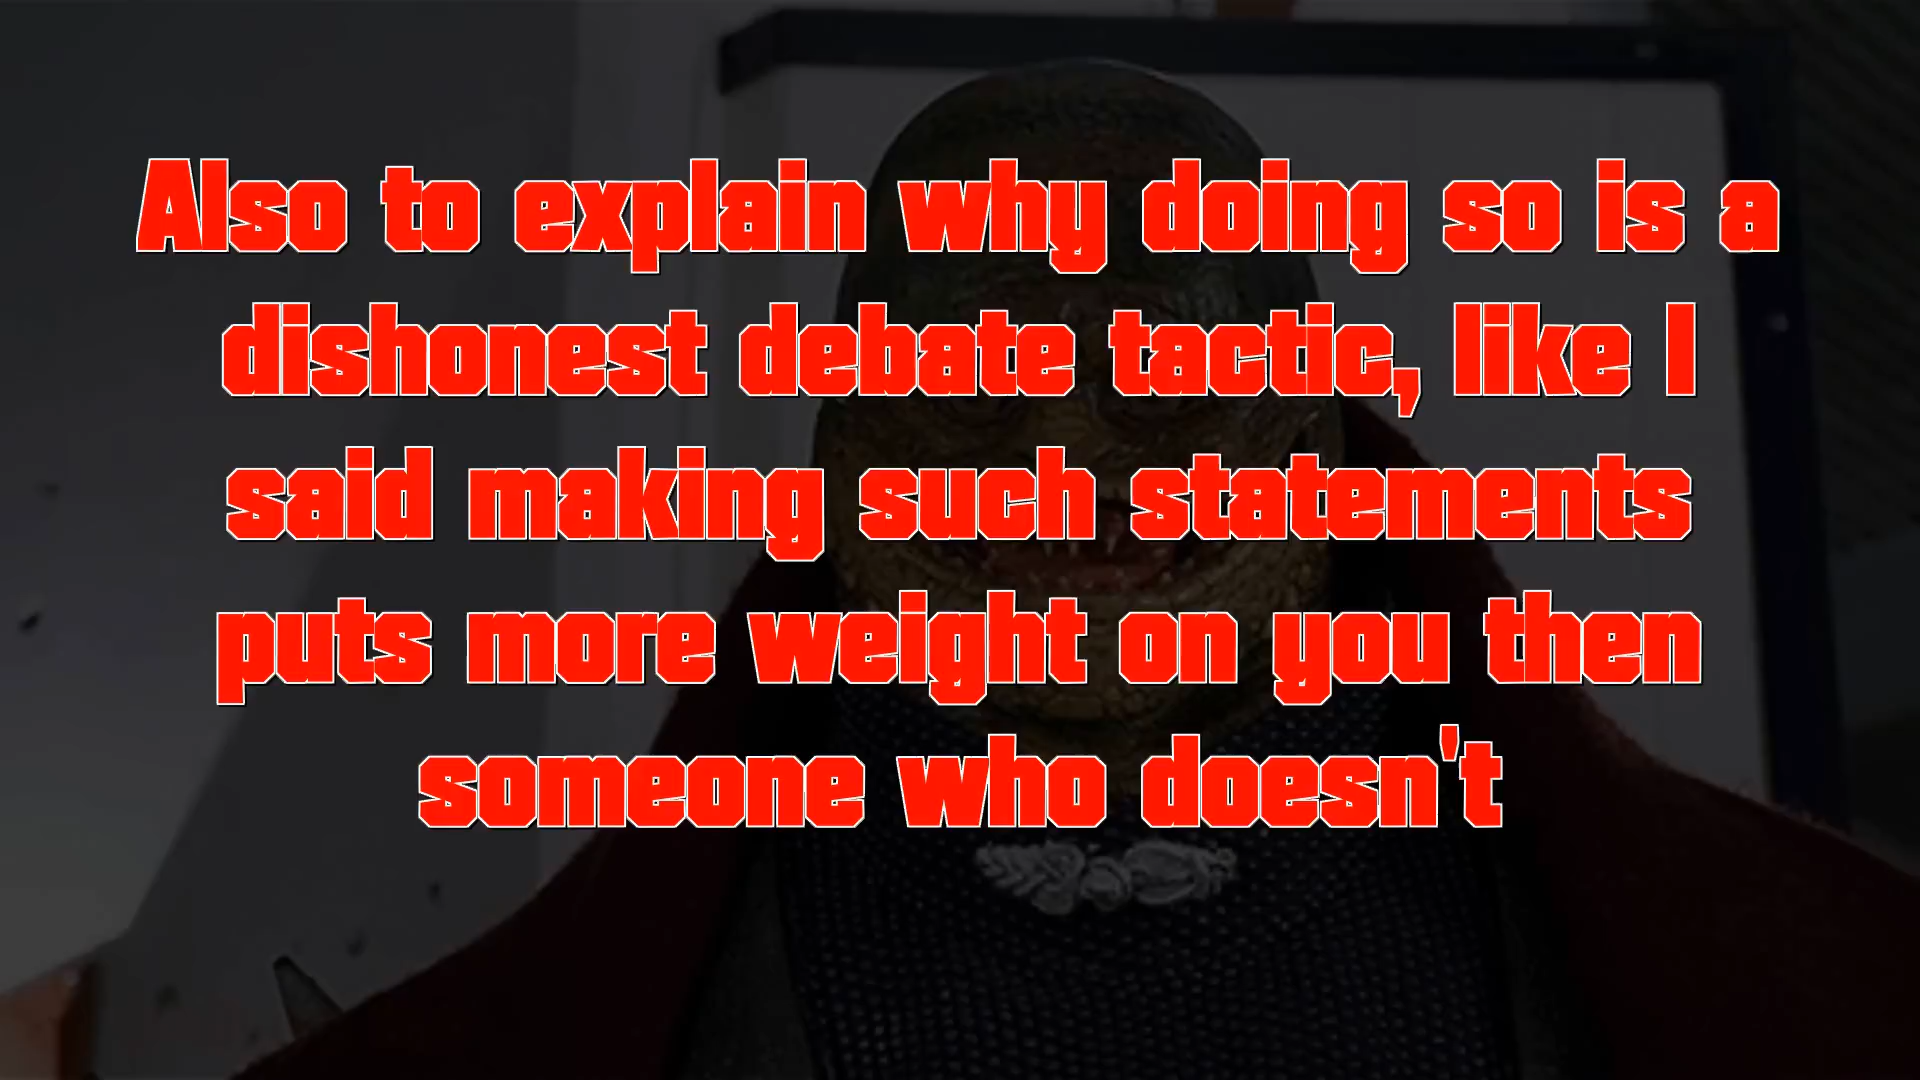 Also to explain why doing so is a
dishonest debate tactic, like I
said making such statements
puts more weight on you then
someone who doesn't